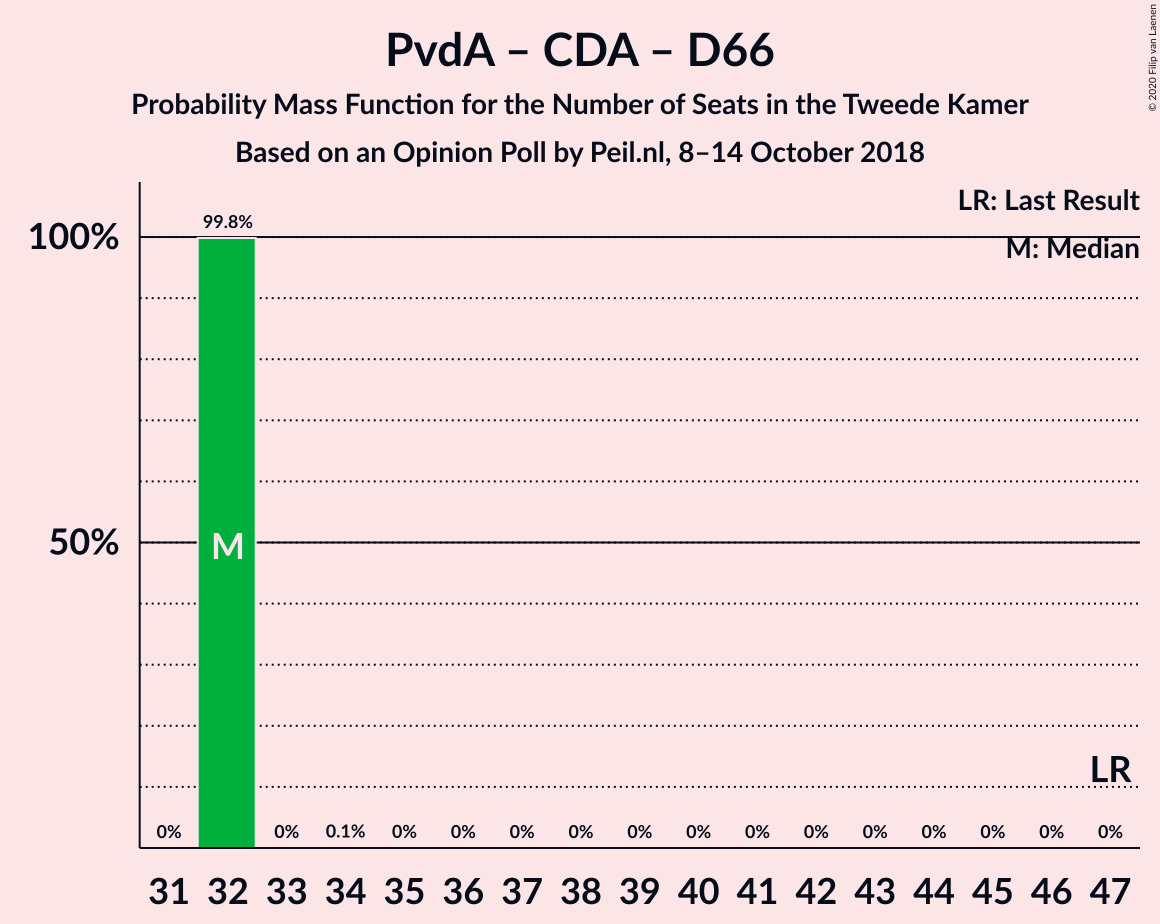 PvdA – CDA – D66
Probability Mass Function for the Number of Seats in the Tweede Kamer
Based on an Opinion Poll by Peil.nl, 8–14 October 2018
© 2020 Filip van Laenen
LR: Last Result
M: Median
99.8%
100%
50%
M
LR
0% 0% 0.1% 0% 0% 0% 0% 0% 0% 0% 0% 0% 0% 0% 0% 0%
31 32 33 34 35 36 37 38 39 40 41 42 43 44 45 46 47